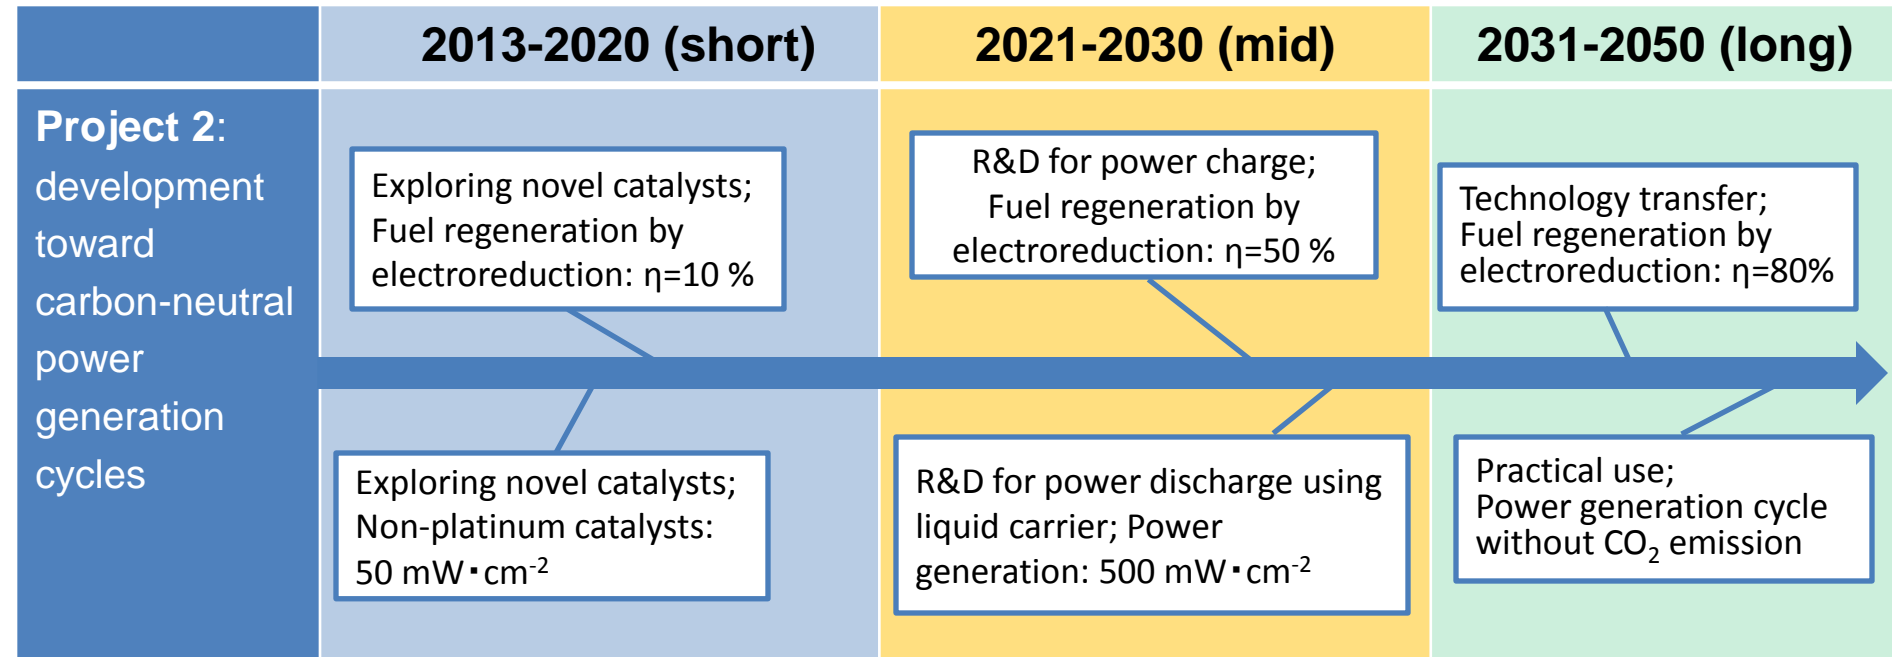 2013-2020 (short)
2021-2030 (mid)
2031-2050 (long)
Project 2:
development
toward
carbon-neutral
power
generation
cycles
Exploring novel catalysts;
Fuel regeneration by
electroreduction: η=10 %
R&D for power charge;
Fuel regeneration by
electroreduction: η=50 %
Technology transfer;
Fuel regeneration by
electroreduction: η=80%
Exploring novel catalysts;
Non-platinum catalysts:
50 mW・cm⁻²
R&D for power discharge using
liquid carrier; Power
generation: 500 mW・cm⁻²
Practical use;
Power generation cycle
without CO₂ emission